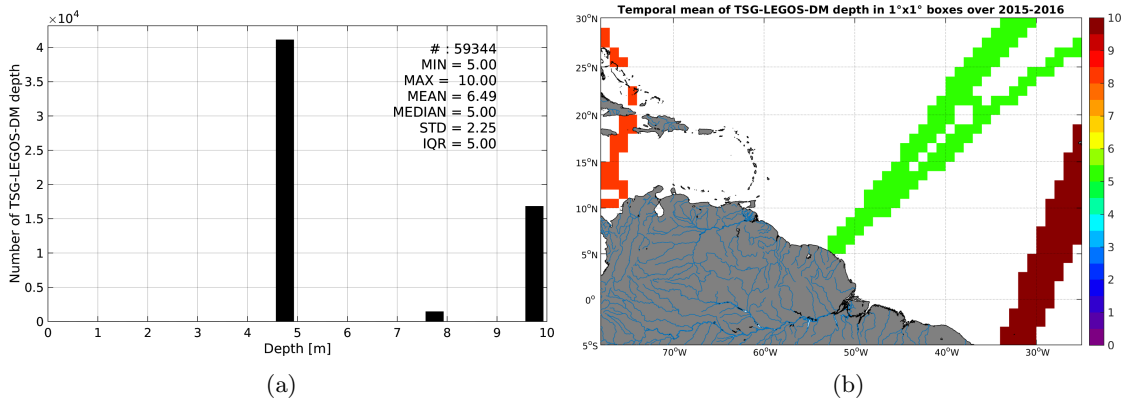 ×10⁴
4
3.5
3
2.5
2
1.5
1
0.5
0
Number of TSG-LEGOS-DM depth
# : 59344
MIN = 5.00
MAX = 10.00
MEAN = 6.49
MEDIAN = 5.00
STD = 2.25
IQR = 5.00
0 1 2 3 4 5 6 7 8 9 10
Depth [m]
(a)
Temporal mean of TSG-LEGOS-DM depth in 1°x1° boxes over 2015-2016
30°N
25°N
20°N
15°N
10°N
5°N
0°
5°S
70°W 60°W 50°W 40°W 30°W
10
9
8
7
6
5
4
3
2
1
0
(b)